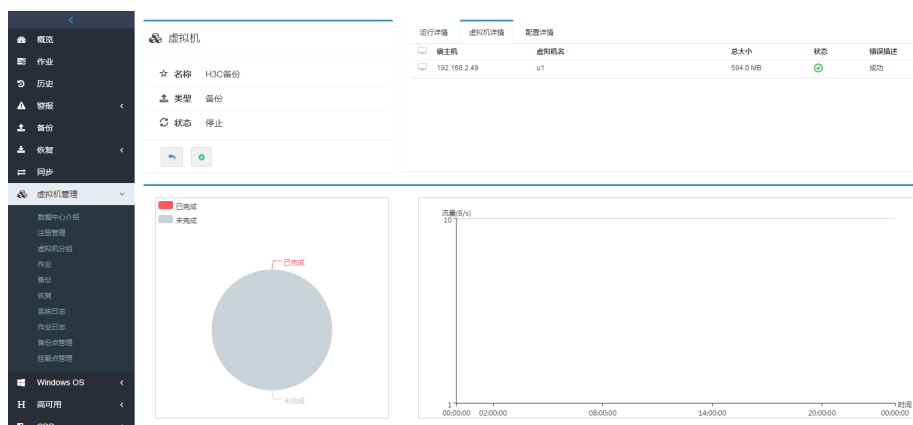 概览
作业
历史
警报
备份
恢复
同步
虚拟机管理
数据中心介绍
注册管理
虚拟机分组
作业
备份
恢复
系统日志
作业日志
备份点管理
挂载点管理
Windows OS
H 高可用
虚拟机
名称 H3C备份
类型 备份
状态 停止
运行详情 虚拟机详情 配置详情
宿主机 虚拟机名 总大小 状态 错误描述
192.168.2.49 u1 594.0 MB 成功
已完成
未完成
已完成
未完成
流量(B/s)
10
1
时间
00:00:00 02:00:00 08:00:00 14:00:00 20:00:00 00:00:00